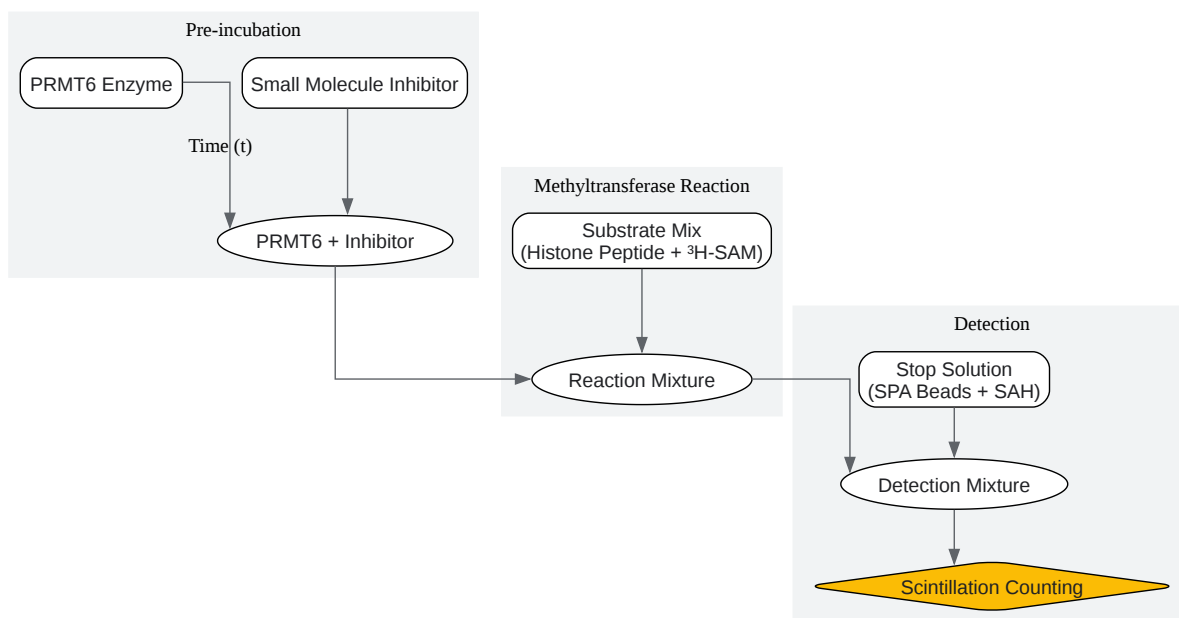 Pre-incubation
PRMT6 Enzyme
Small Molecule Inhibitor
Time (t)
PRMT6 + Inhibitor
Methyltransferase Reaction
Substrate Mix
(Histone Peptide + ³H-SAM)
Reaction Mixture
Detection
Stop Solution
(SPA Beads + SAH)
Detection Mixture
Scintillation Counting